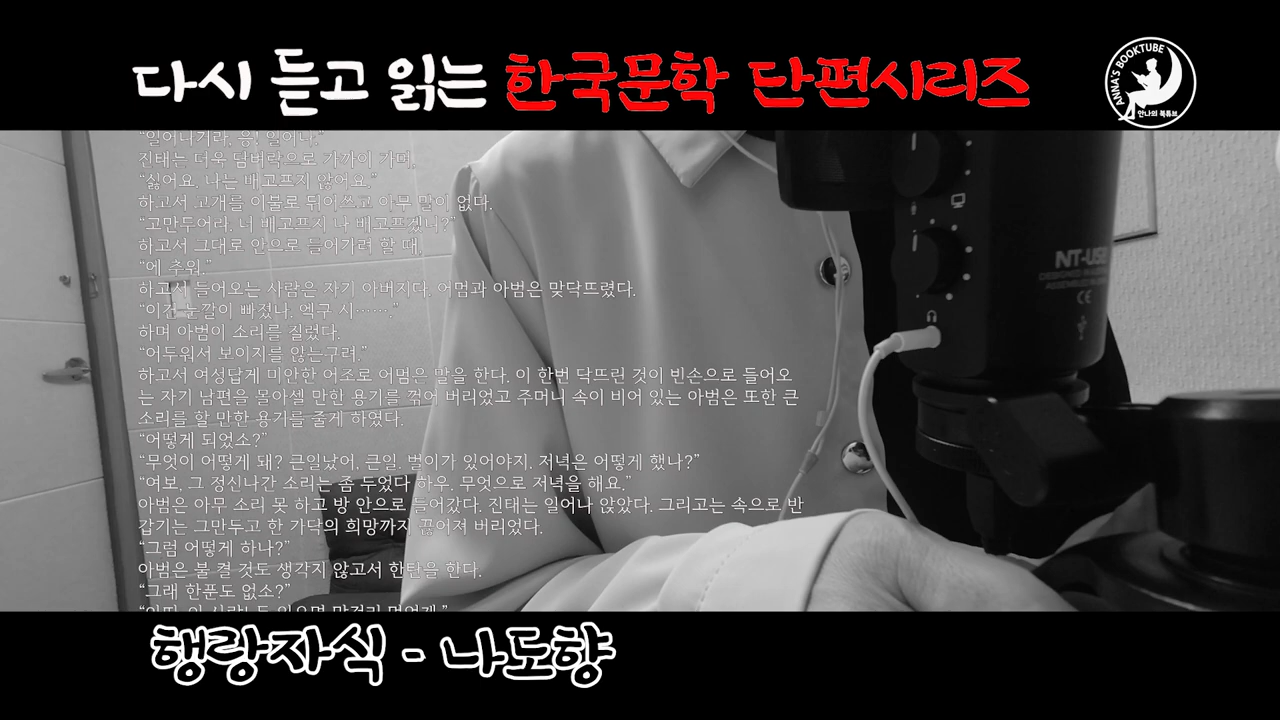 다시 듣고 읽는 한국문학 단편시리즈
ANNA'S BOOKTUBE
안나의 북튜브
“일어나거라, 응! 일어나.”
진태는 더욱 덤벼락으로 가까이 가며,
“싫어요. 나는 배고프지 않어요.”
하고서 고개를 이불로 뒤어쓰고 아무 말이 없다.
“고만두어라. 너 배고프지 나 배고프겠니?”
하고서 그대로 안으로 들어가려 할 때,
“에 추워.”
하고서 들어오는 사람은 자기 아버지다. 어멈과 아범은 맞닥뜨렸다.
“이건 눈깔이 빠졌나. 엑구 시…….”
하며 아범이 소리를 질렀다.
“어두워서 보이지를 않는구려.”
하고서 여성답게 미안한 어조로 어멈은 말을 한다. 이 한번 닥뜨린 것이 빈손으로 들어오
는 자기 남편을 몰아셀 만한 용기를 꺾어 버리었고 주머니 속이 비어 있는 아범은 또한 큰
소리를 할 만한 용기를 줄게 하였다.
“어떻게 되었소?”
“무엇이 어떻게 돼? 큰일났어, 큰일. 벌이가 있어야지. 저녁은 어떻게 했나?”
“여보, 그 정신나간 소리는 좀 두었다 하우. 무엇으로 저녁을 해요.”
아범은 아무 소리 못 하고 방 안으로 들어갔다. 진태는 일어나 앉았다. 그리고는 속으로 반
갑기는 그만두고 한 가닥의 희망까지 끊어져 버리었다.
“그럼 어떻게 하나?”
아범은 불 켤 것도 생각지 않고서 한탄을 한다.
“그래 한푼도 없소?”
NT-USB
CE
행랑자식 - 나도향